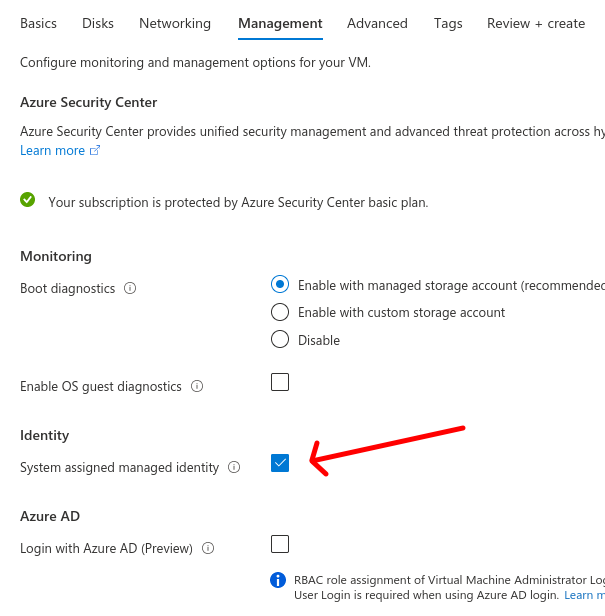 Basics Disks Networking Management Advanced Tags Review + create
Configure monitoring and management options for your VM.
Azure Security Center
Azure Security Center provides unified security management and advanced threat protection across hy
Learn more
Your subscription is protected by Azure Security Center basic plan.
Monitoring
Boot diagnostics
Enable with managed storage account (recommended
Enable with custom storage account
Disable
Enable OS guest diagnostics
Identity
System assigned managed identity
Azure AD
Login with Azure AD (Preview)
RBAC role assignment of Virtual Machine Administrator Log
User Login is required when using Azure AD login. Learn m